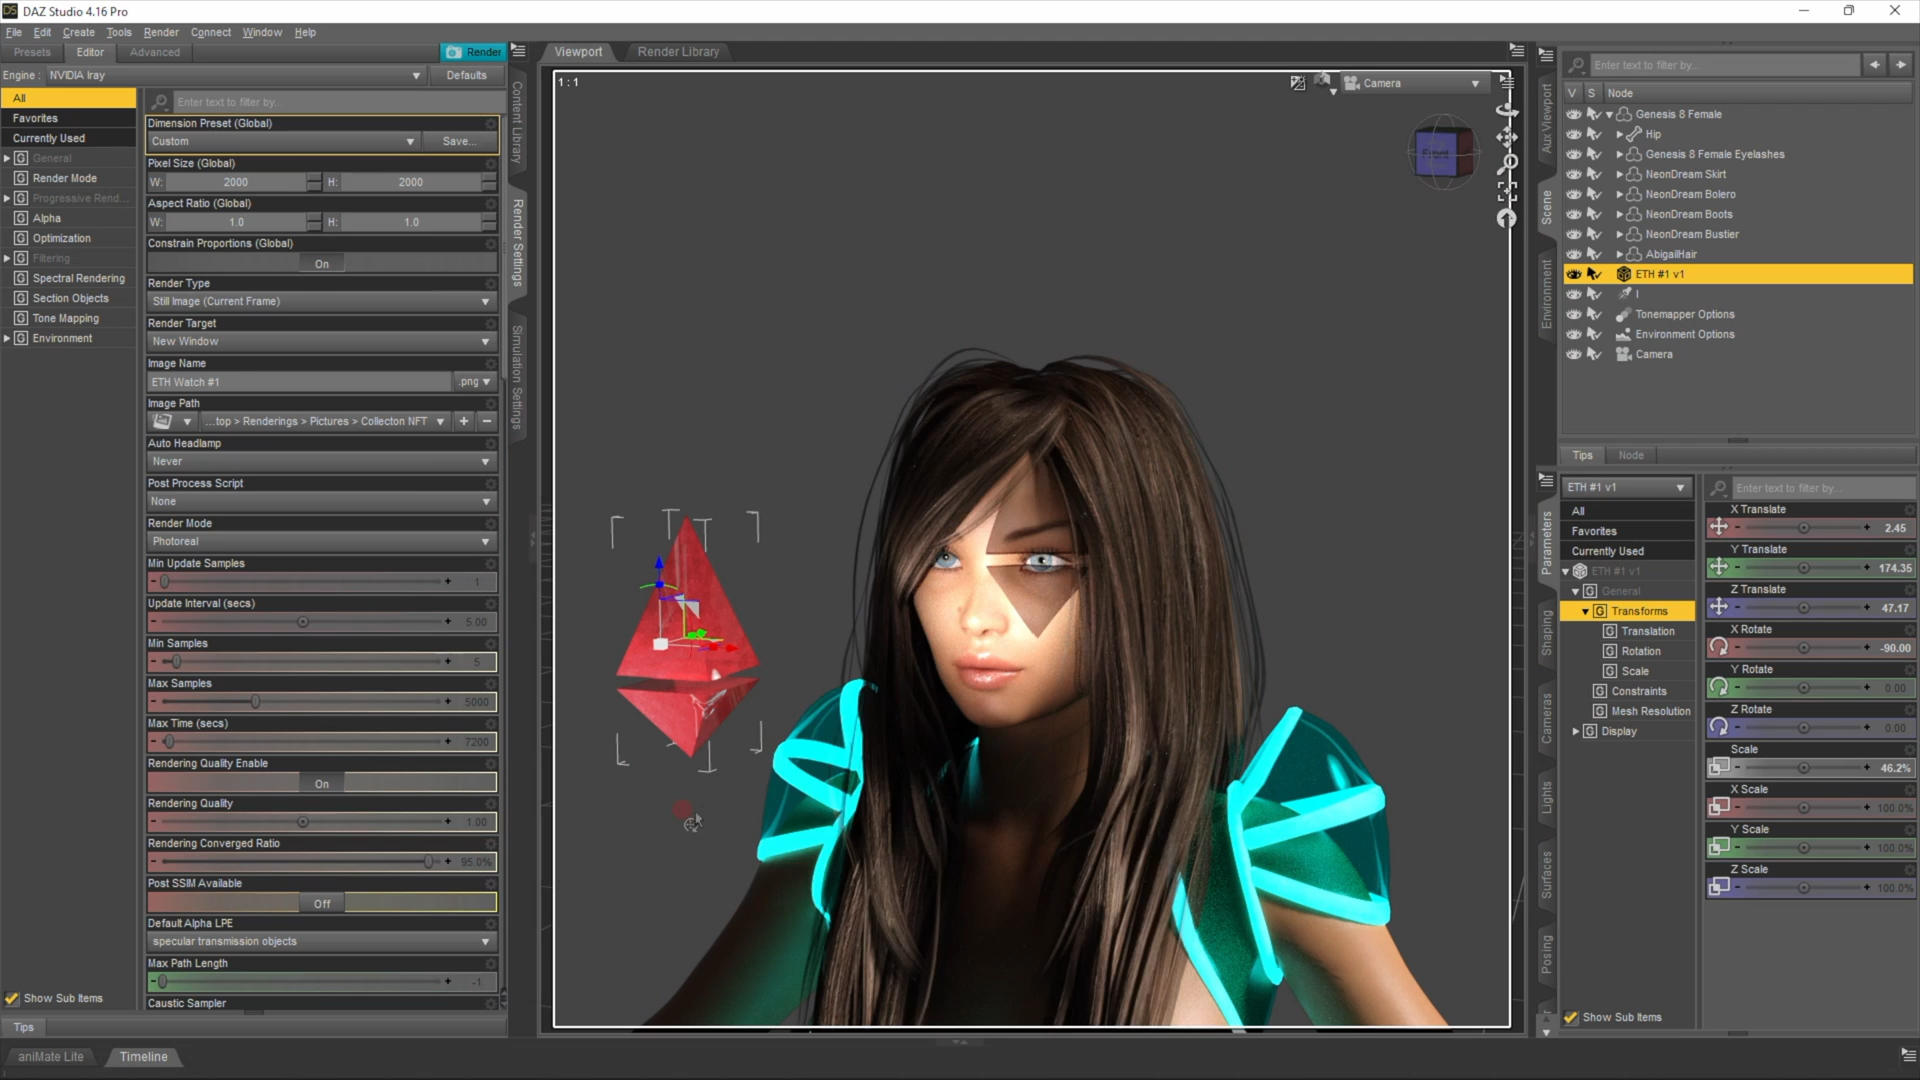 DAZ Studio 4.16 Pro
File Edit Create Tools Render Connect Window Help
Presets Editor Advanced Render
Engine : NVIDIA Iray Defaults
All
Favorites
Currently Used
General
Render Mode
Progressive Rend...
Alpha
Optimization
Filtering
Spectral Rendering
Section Objects
Tone Mapping
Environment
Show Sub Items
Tips
Enter text to filter by...
Dimension Preset (Global)
Custom Save...
Pixel Size (Global)
W: 2000 H: 2000
Aspect Ratio (Global)
W: 1.0 H: 1.0
Constrain Proportions (Global)
On
Render Type
Still Image (Current Frame)
Render Target
New Window
Image Name
ETH Watch #1 .png
Image Path
...top > Renderings > Pictures > Collecton NFT
Auto Headlamp
Never
Post Process Script
None
Render Mode
Photoreal
Min Update Samples
1
Update Interval (secs)
5.00
Min Samples
5
Max Samples
5000
Max Time (secs)
7200
Rendering Quality Enable
On
Rendering Quality
1.00
Rendering Converged Ratio
95.0%
Post SSIM Available
Off
Default Alpha LPE
specular transmission objects
Max Path Length
-1
Caustic Sampler
Content Library
Render Settings
Simulation Settings
Viewport Render Library
1 : 1
Camera
Front
Aux Viewport
Scene
Environment
Enter text to filter by...
V S Node
Genesis 8 Female
Hip
Genesis 8 Female Eyelashes
NeonDream Skirt
NeonDream Bolero
NeonDream Boots
NeonDream Bustier
AbigailHair
ETH #1 v1
l
Tonemapper Options
Environment Options
Camera
Tips Node
Parameters
Shaping
Cameras
Lights
Surfaces
Posing
ETH #1 v1
All
Favorites
Currently Used
ETH #1 v1
General
Transforms
Translation
Rotation
Scale
Constraints
Mesh Resolution
Display
Show Sub Items
Enter text to filter by...
X Translate
2.45
Y Translate
174.35
Z Translate
47.17
X Rotate
-90.00
Y Rotate
0.00
Z Rotate
0.00
Scale
46.2%
X Scale
100.0%
Y Scale
100.0%
Z Scale
100.0%
aniMate Lite Timeline